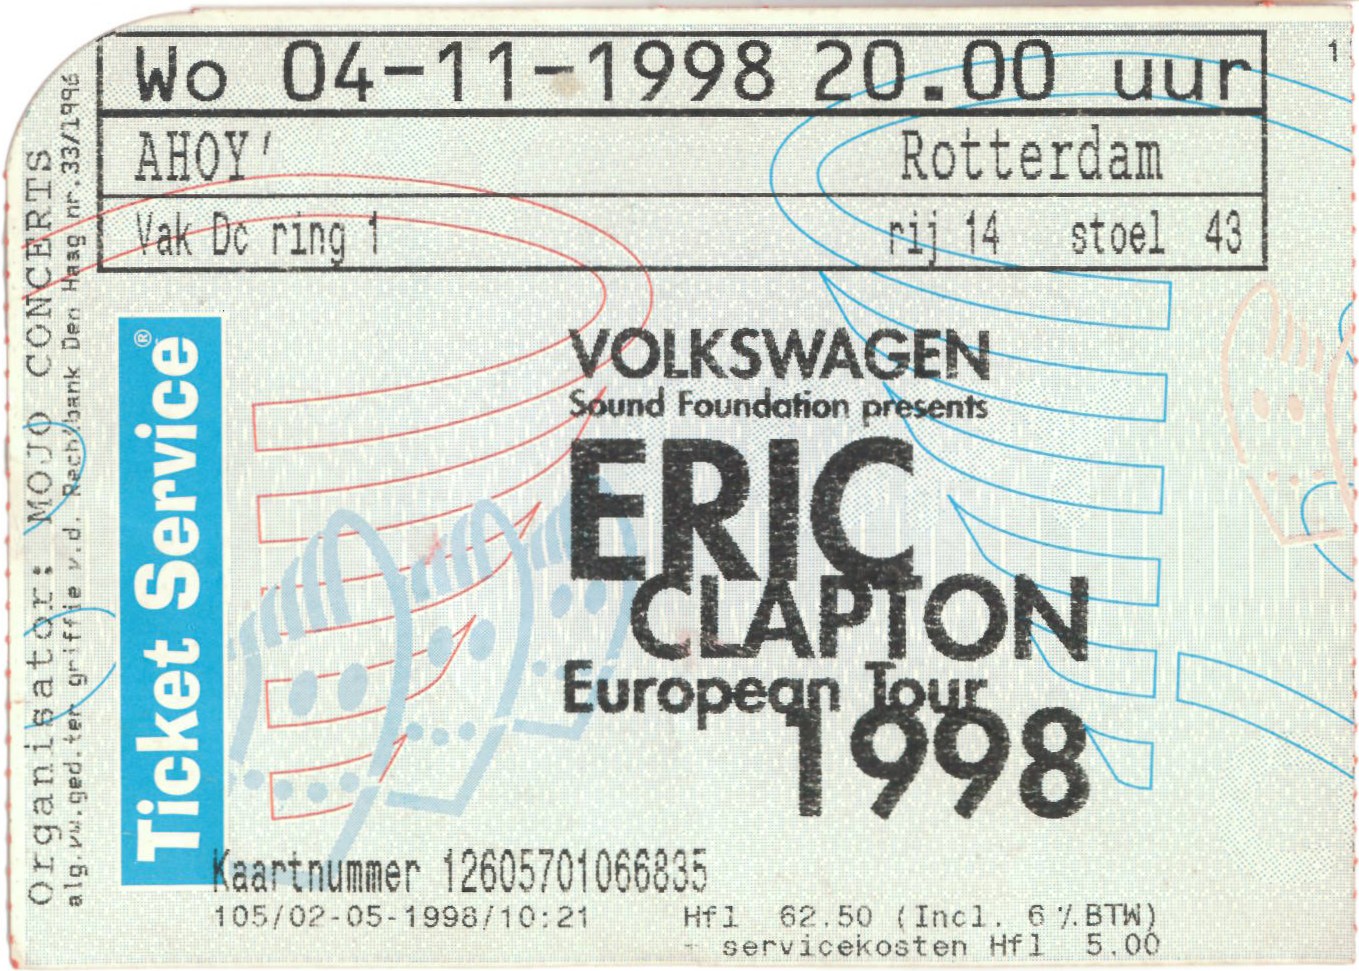 Wo 04-11-1998 20.00 uur
AHOY' Rotterdam
Vak Dc ring 1 rij 14 stoel 43
Organisator: MOJO CONCERTS
alg.vw.ged.ter griffie v.d. Rechtbank Den Haag nr.33/1996
Ticket Service®
VOLKSWAGEN
Sound Foundation presents
ERIC
CLAPTON
European Tour
1998
Kaartnummer 12605701066835
105/02-05-1998/10:21 Hfl 62.50 (Incl. 6 %.BTW)
- servicekosten Hfl 5.00
1